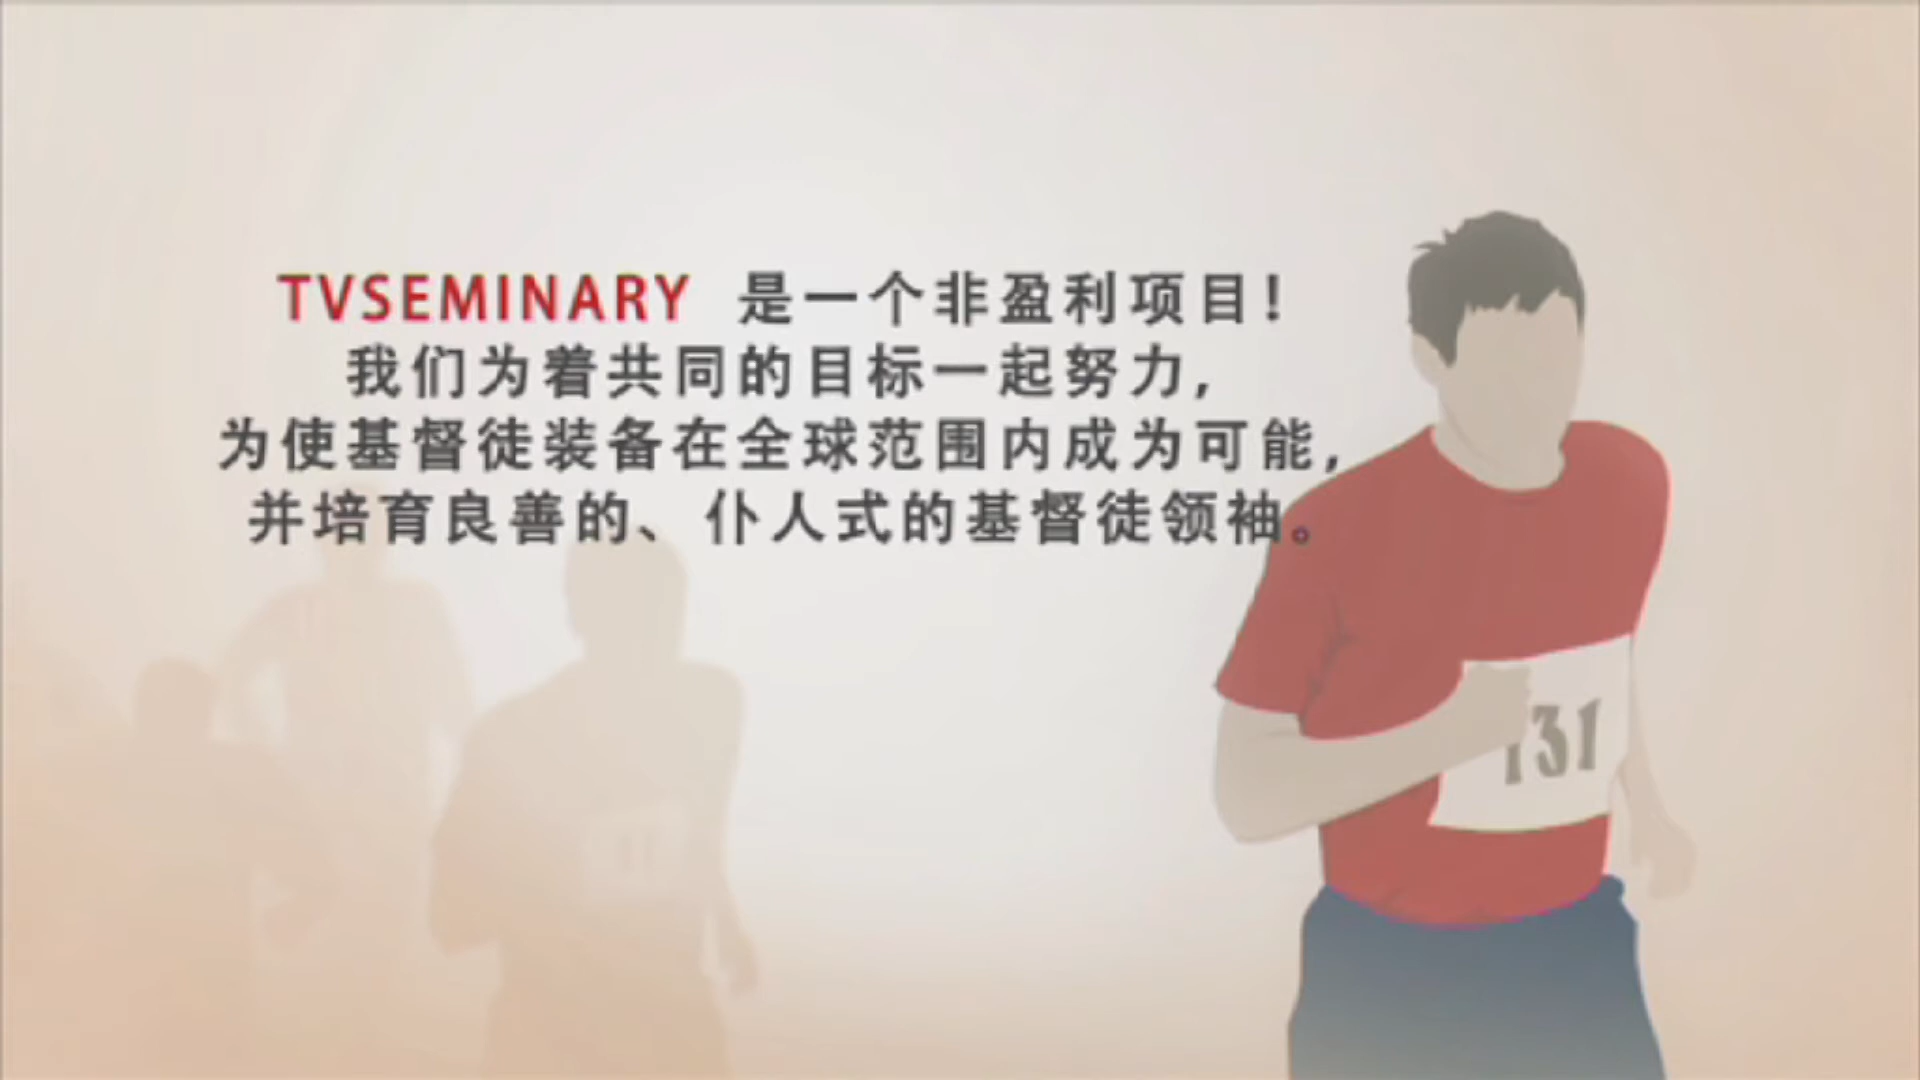 TVSEMINARY 是一个非盈利项目!
我们为着共同的目标一起努力,
为使基督徒装备在全球范围内成为可能,
并培育良善的、仆人式的基督徒领袖。
131